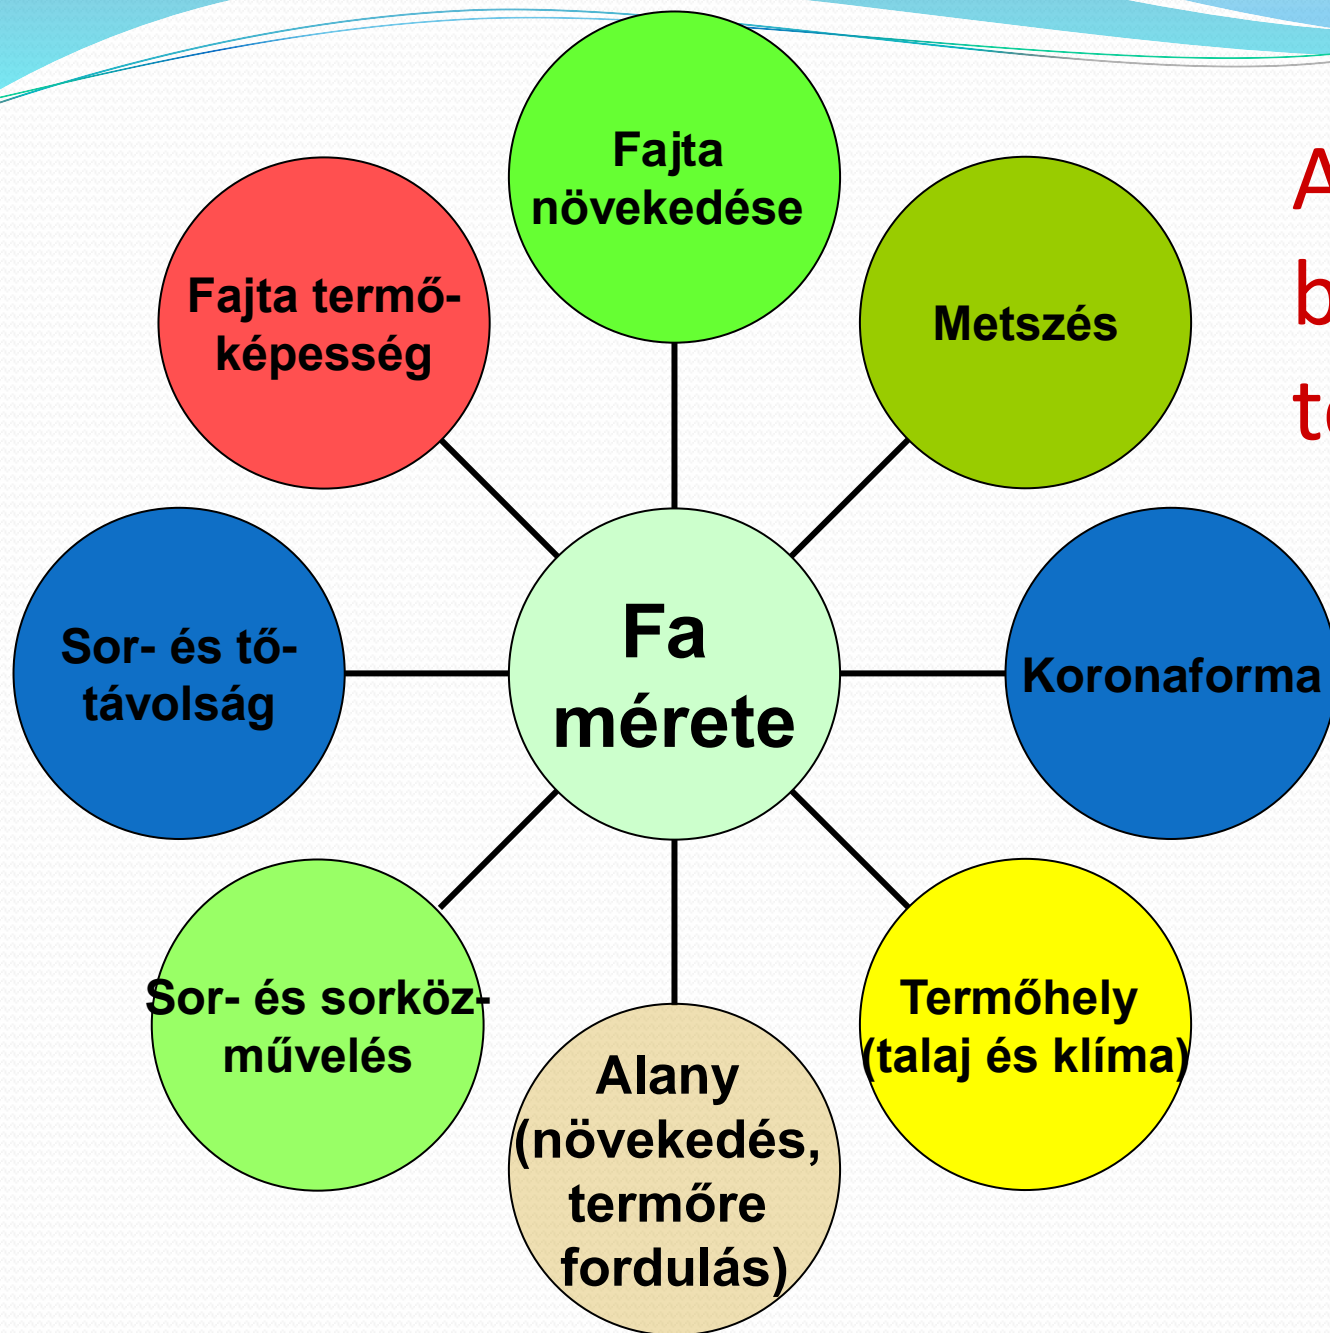 Fajta
növekedése
Metszés
Koronaforma
Termőhely
(talaj és klíma)
Alany
(növekedés,
termőre
fordulás)
Sor- és sorköz-
művelés
Sor- és tő-
távolság
Fajta termő-
képesség
Fa
mérete